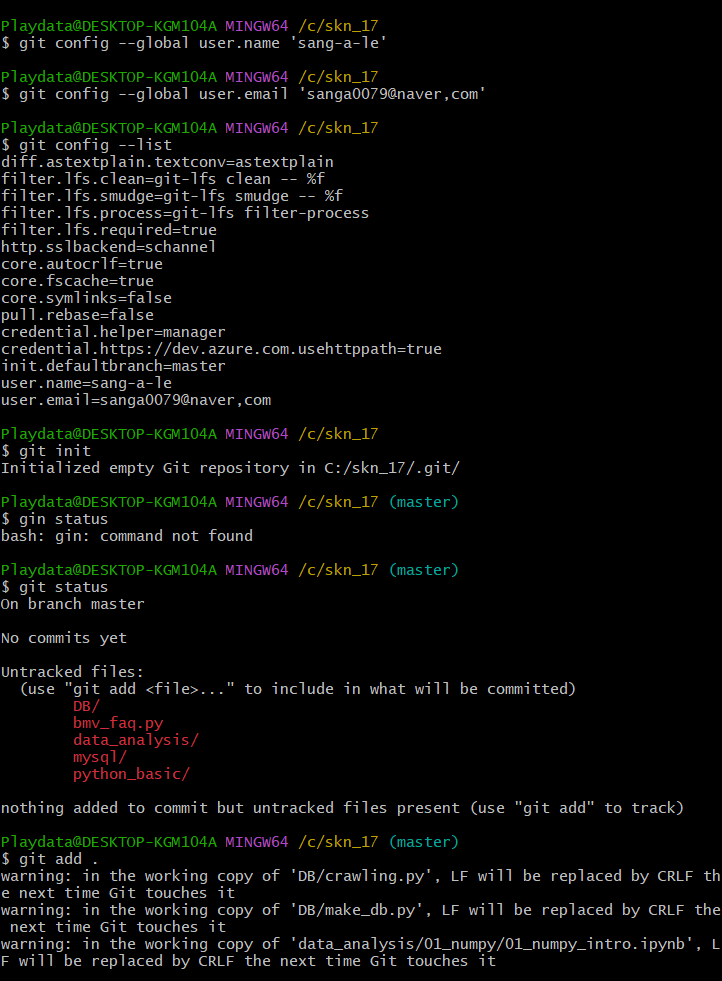 Playdata@DESKTOP-KGM104A MINGW64 /c/skn_17
$ git config --global user.name 'sang-a-le'
Playdata@DESKTOP-KGM104A MINGW64 /c/skn_17
$ git config --global user.email 'sanga0079@naver,com'
Playdata@DESKTOP-KGM104A MINGW64 /c/skn_17
$ git config --list
diff.astextplain.textconv=astextplain
filter.lfs.clean=git-lfs clean -- %f
filter.lfs.smudge=git-lfs smudge -- %f
filter.lfs.process=git-lfs filter-process
filter.lfs.required=true
http.sslbackend=schannel
core.autocrlf=true
core.fscache=true
core.symlinks=false
pull.rebase=false
credential.helper=manager
credential.https://dev.azure.com.usehttppath=true
init.defaultbranch=master
user.name=sang-a-le
user.email=sanga0079@naver,com
Playdata@DESKTOP-KGM104A MINGW64 /c/skn_17
$ git init
Initialized empty Git repository in C:/skn_17/.git/
Playdata@DESKTOP-KGM104A MINGW64 /c/skn_17 (master)
$ gin status
bash: gin: command not found
Playdata@DESKTOP-KGM104A MINGW64 /c/skn_17 (master)
$ git status
On branch master
No commits yet
Untracked files:
(use "git add <file>..." to include in what will be committed)
DB/
bmv_faq.py
data_analysis/
mysql/
python_basic/
nothing added to commit but untracked files present (use "git add" to track)
Playdata@DESKTOP-KGM104A MINGW64 /c/skn_17 (master)
$ git add .
warning: in the working copy of 'DB/crawling.py', LF will be replaced by CRLF th
e next time Git touches it
warning: in the working copy of 'DB/make_db.py', LF will be replaced by CRLF the
next time Git touches it
warning: in the working copy of 'data_analysis/01_numpy/01_numpy_intro.ipynb', L
F will be replaced by CRLF the next time Git touches it